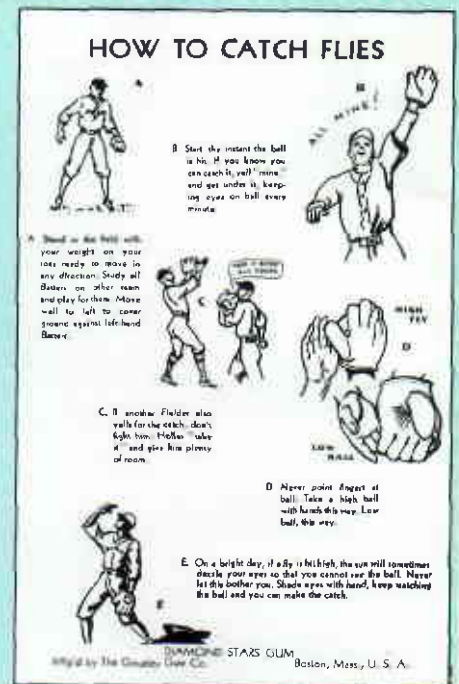 HOW TO CATCH FLIES
A
B
ALL MINE!
B Start the instant the ball
is hit. If you know you
can catch it, yell "mine"
and get under it, keep-
ing eyes on ball every
minute.
A Stand in the field with
your weight on your
toes ready to move in
any direction. Study all
Batters on other team
and play for them. Move
well to left to cover
ground against left-hand
Batters.
C
HIGH
FLY
D
LOW
BALL
C. If another Fielder also
yells for the catch, don't
fight him. Holler "take
it" and give him plenty
of room.
D Never point fingers at
ball. Take a high ball
with hands this way. Low
ball, this way.
E. On a bright day, if a fly is hit high, the sun will sometimes
dazzle your eyes so that you cannot see the ball. Never
let this bother you. Shade eyes with hand, keep watching
the ball and you can make the catch.
E
DIAMOND STARS GUM
Mfg'd by The Goudey Gum Co. Boston, Mass., U. S. A.